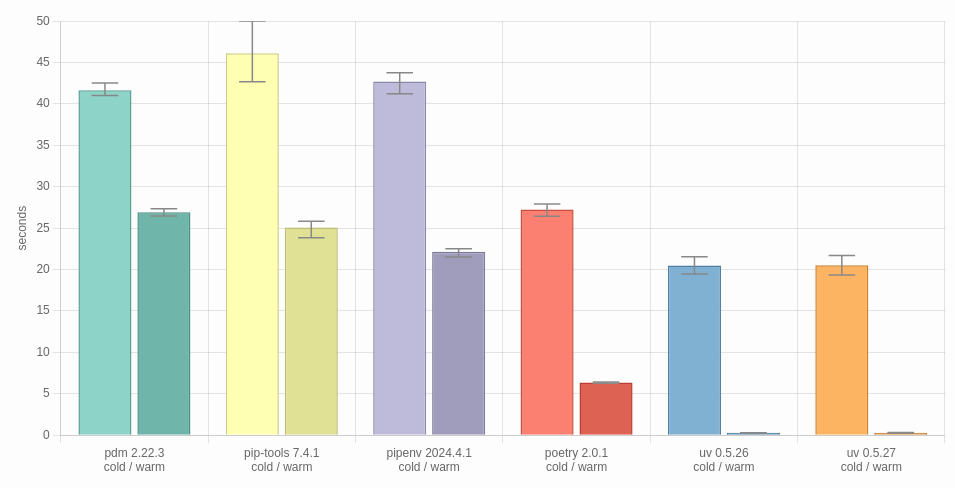 50
45
40
35
30
25
20
15
10
5
0
seconds
pdm 2.22.3
cold / warm
pip-tools 7.4.1
cold / warm
pipenv 2024.4.1
cold / warm
poetry 2.0.1
cold / warm
uv 0.5.26
cold / warm
uv 0.5.27
cold / warm